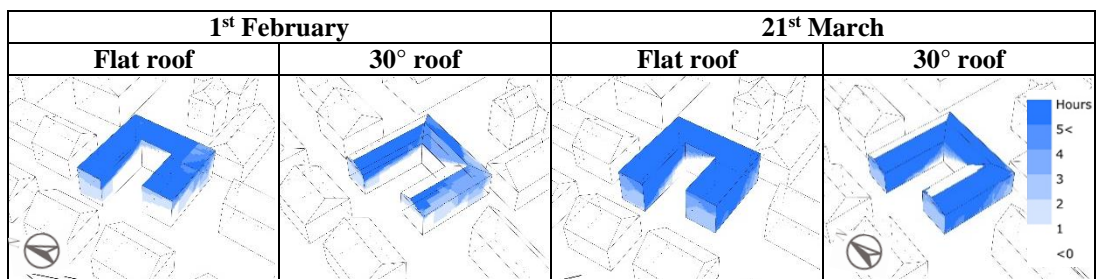 1st February 21st March
Flat roof 30° roof Flat roof 30° roof
Hours
5<
4
3
2
1
<0